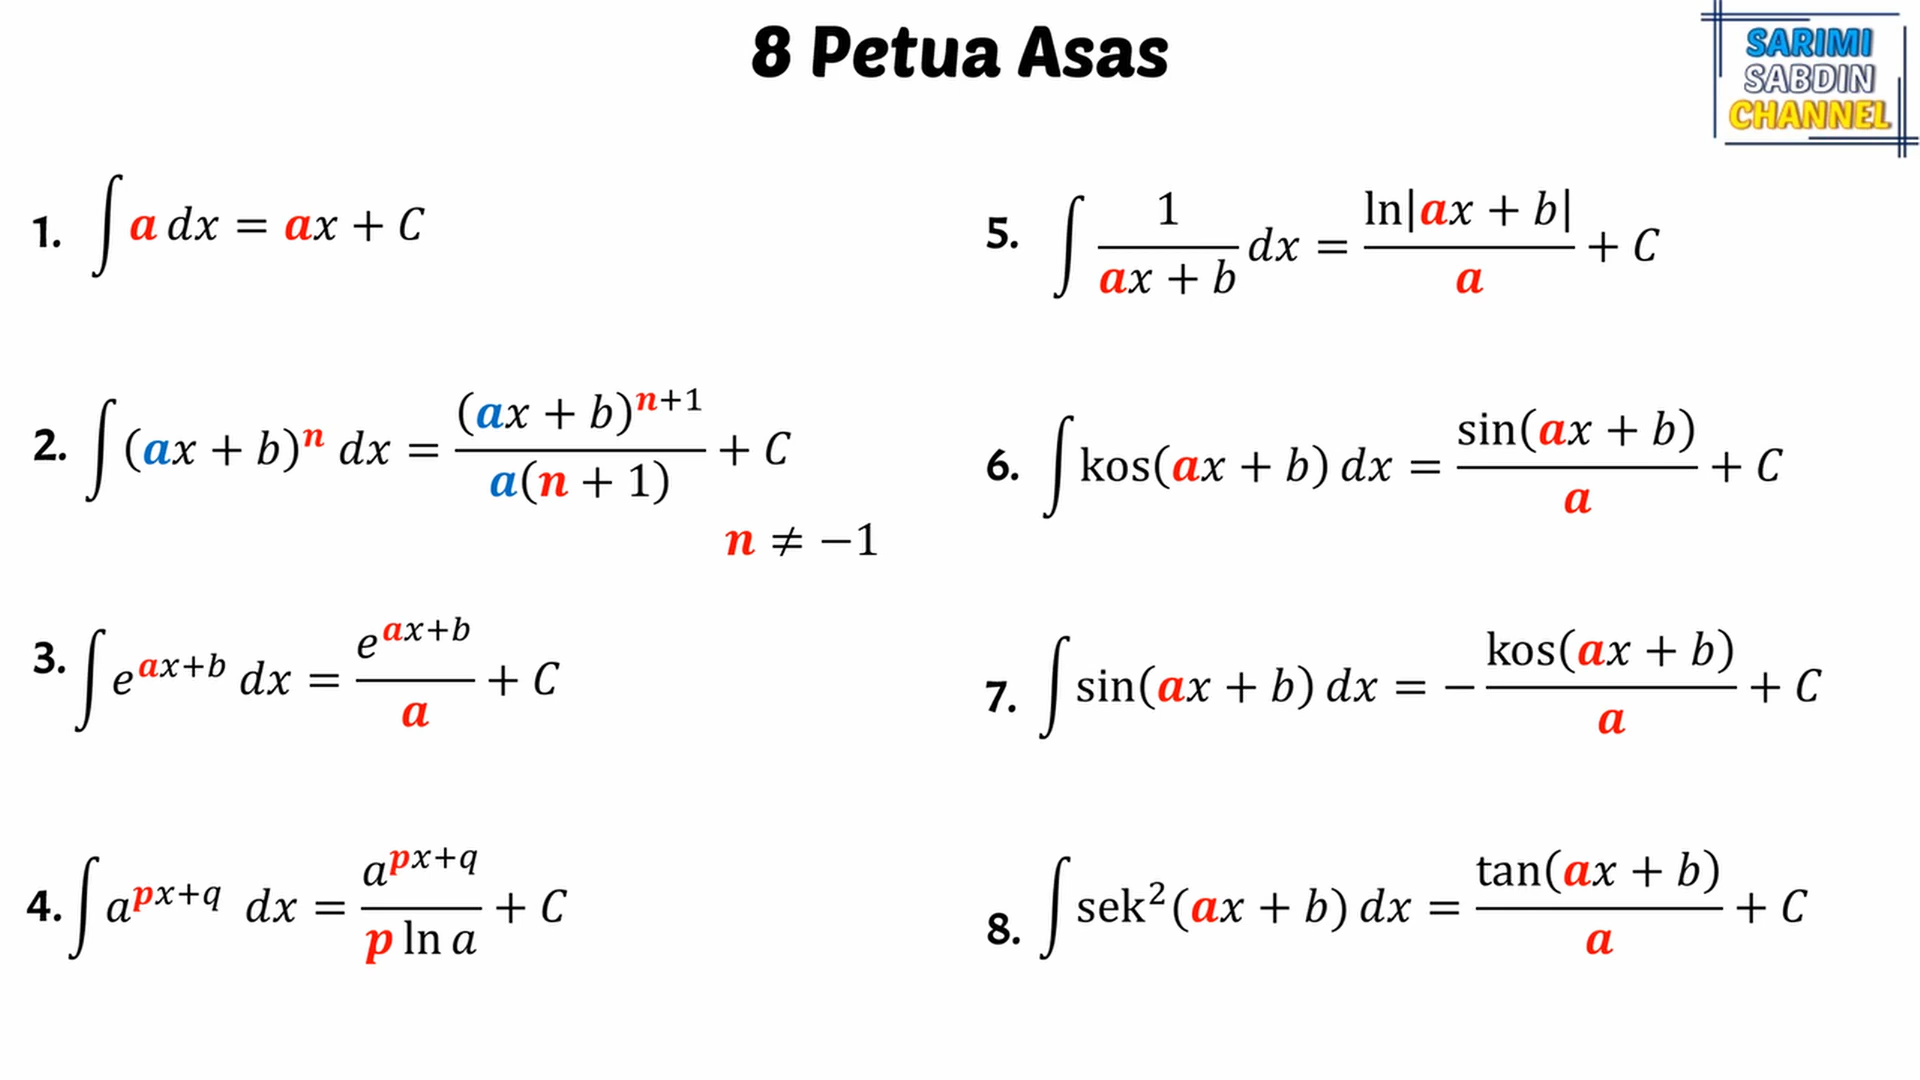 8 Petua Asas
SARIMI
SABDIN
CHANNEL
1. ∫ a dx = ax + C
2. ∫ (ax + b)ⁿ dx = (ax + b)ⁿ⁺¹ / a(n + 1) + C
n ≠ −1
3. ∫ e^(ax+b) dx = e^(ax+b) / a + C
4. ∫ a^(px+q) dx = a^(px+q) / p ln a + C
5. ∫ 1 / ax + b dx = ln|ax + b| / a + C
6. ∫ kos(ax + b) dx = sin(ax + b) / a + C
7. ∫ sin(ax + b) dx = − kos(ax + b) / a + C
8. ∫ sek²(ax + b) dx = tan(ax + b) / a + C